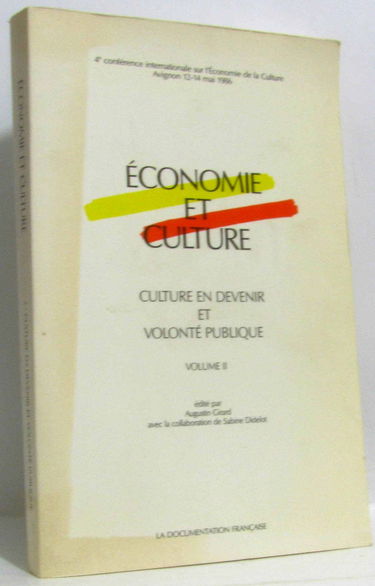 4e conférence internationale sur l'Économie de la Culture
Avignon 12-14 mai 1986
ÉCONOMIE
ET
CULTURE
CULTURE EN DEVENIR
ET
VOLONTÉ PUBLIQUE
VOLUME II
édité par
Augustin Girard
avec la collaboration de Sabine Didelot
LA DOCUMENTATION FRANÇAISE
ÉCONOMIE ET CULTURE